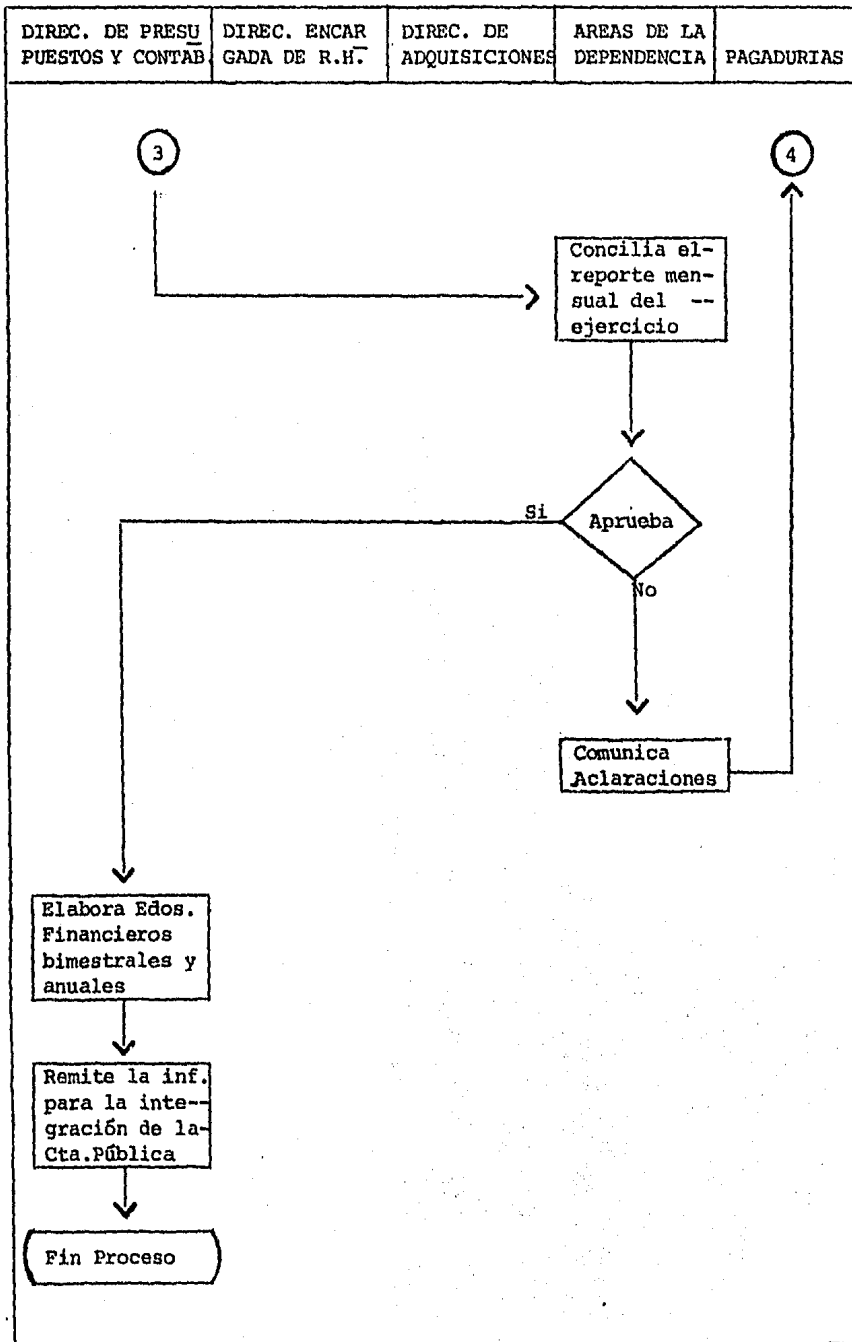 DIREC. DE PRESU
PUESTOS Y CONTAB
DIREC. ENCAR
GADA DE R.H.
DIREC. DE
ADQUISICIONES
AREAS DE LA
DEPENDENCIA
PAGADURIAS
3
4
Concilia el-
reporte men-
sual del --
ejercicio
Si
Aprueba
No
Comunica
Aclaraciones
Elabora Edos.
Financieros
bimestrales y
anuales
Remite la inf.
para la inte--
gración de la-
Cta.Pública
Fin Proceso